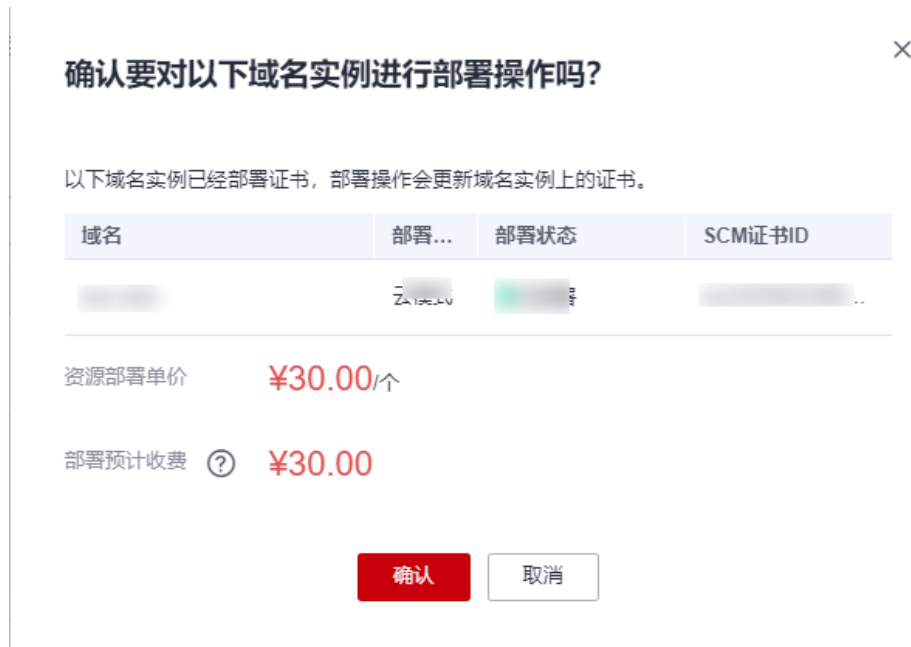 确认要对以下域名实例进行部署操作吗？
以下域名实例已经部署证书，部署操作会更新域名实例上的证书。
域名 部署... 部署状态 SCM证书ID
资源部署单价 ¥30.00/个
部署预计收费 ? ¥30.00
确认 取消